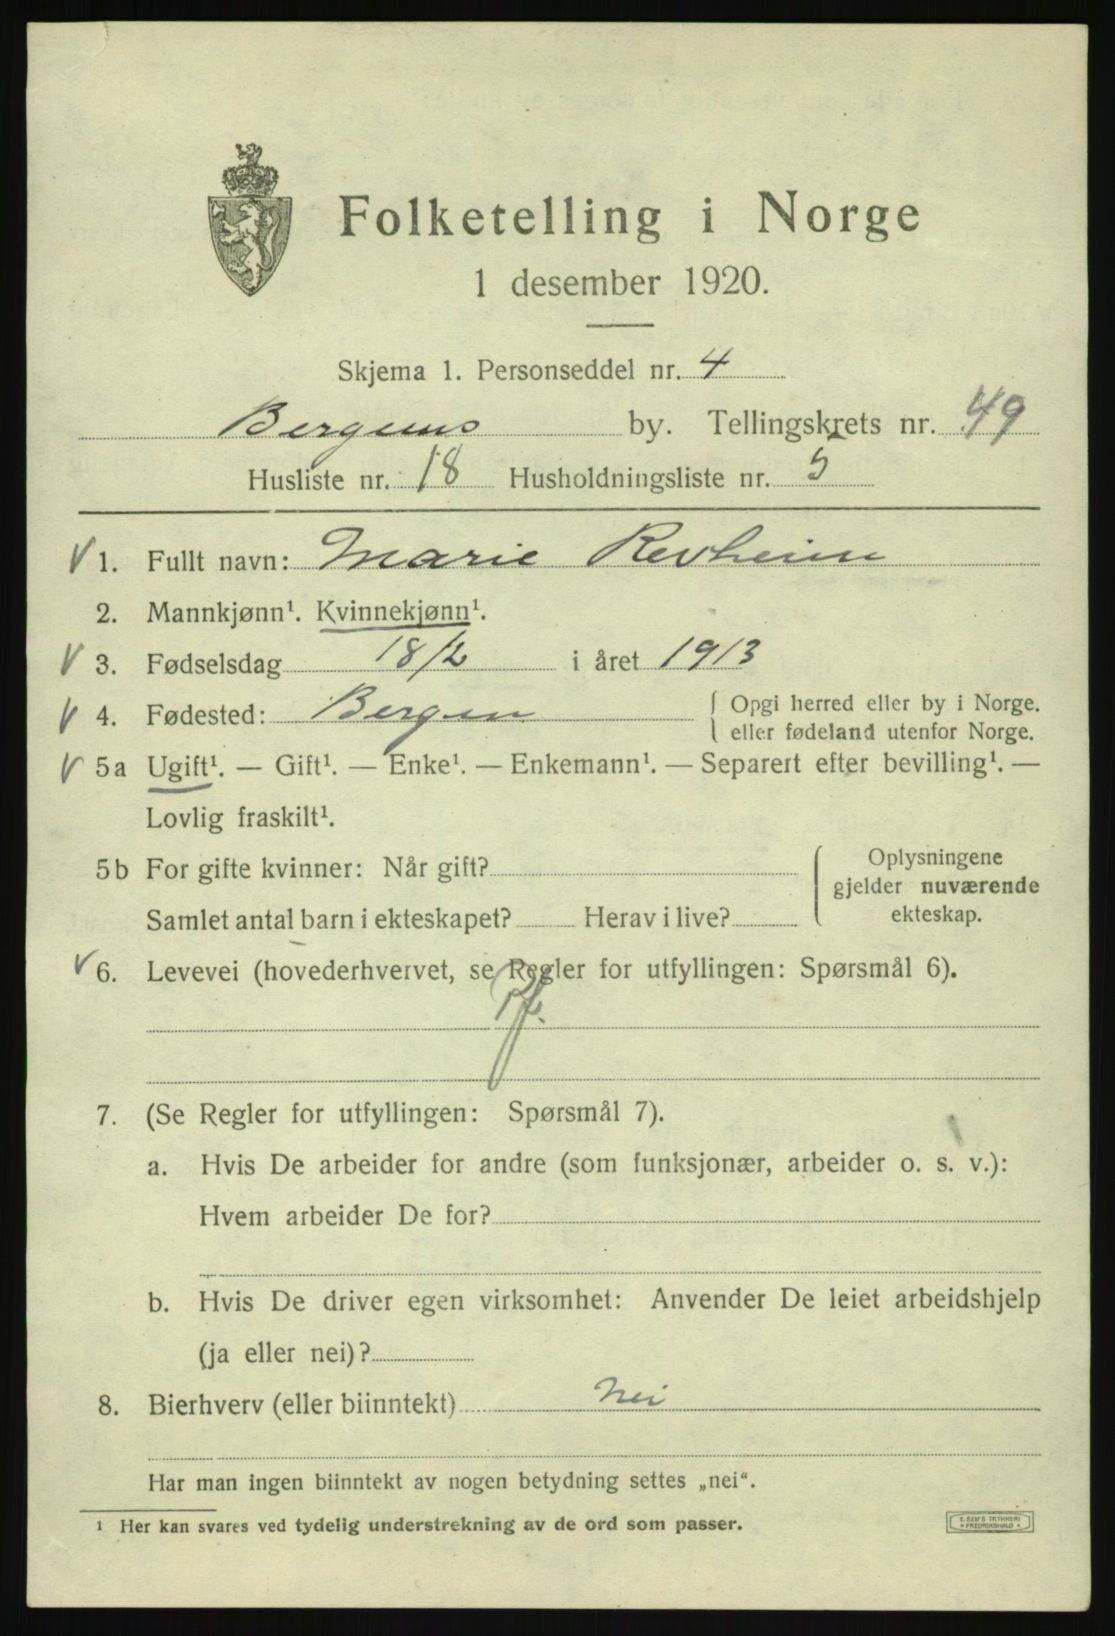 Folketelling i Norge
1 desember 1920.
Skjema 1. Personseddel nr. 4
Bergens by. Tellingskrets nr. 49
Husliste nr. 18 Husholdningsliste nr. 5
1. Fullt navn: Marie Revheim
2. Mannkjønn¹. Kvinnekjønn¹.
3. Fødselsdag 18/2 i året 1913
4. Fødested: Bergen { Opgi herred eller by i Norge.
eller fødeland utenfor Norge.
5a Ugift¹. — Gift¹. — Enke¹. — Enkemann¹. — Separert efter bevilling¹. —
Lovlig fraskilt¹.
5b For gifte kvinner: Når gift?
Samlet antal barn i ekteskapet? Herav i live?
Oplysningene
gjelder nuværende
ekteskap.
6. Levevei (hovederhvervet, se Regler for utfyllingen: Spørsmål 6).
7. (Se Regler for utfyllingen: Spørsmål 7).
a. Hvis De arbeider for andre (som funksjonær, arbeider o. s. v.):
Hvem arbeider De for?
b. Hvis De driver egen virksomhet: Anvender De leiet arbeidshjelp
(ja eller nei)?
8. Bierhverv (eller biinntekt) Nei
Har man ingen biinntekt av nogen betydning settes „nei“.
¹ Her kan svares ved tydelig understrekning av de ord som passer.